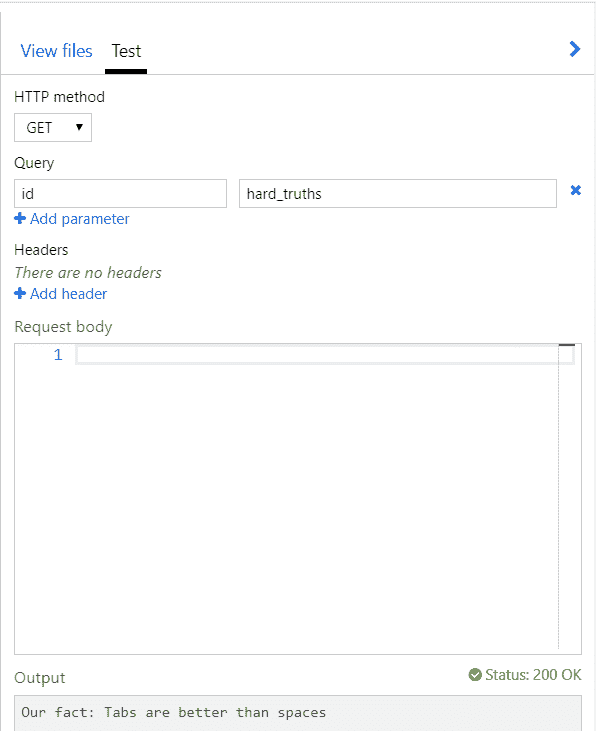 View files Test
HTTP method
GET
Query
id hard_truths
Add parameter
Headers
There are no headers
Add header
Request body
1
Output Status: 200 OK
Our fact: Tabs are better than spaces